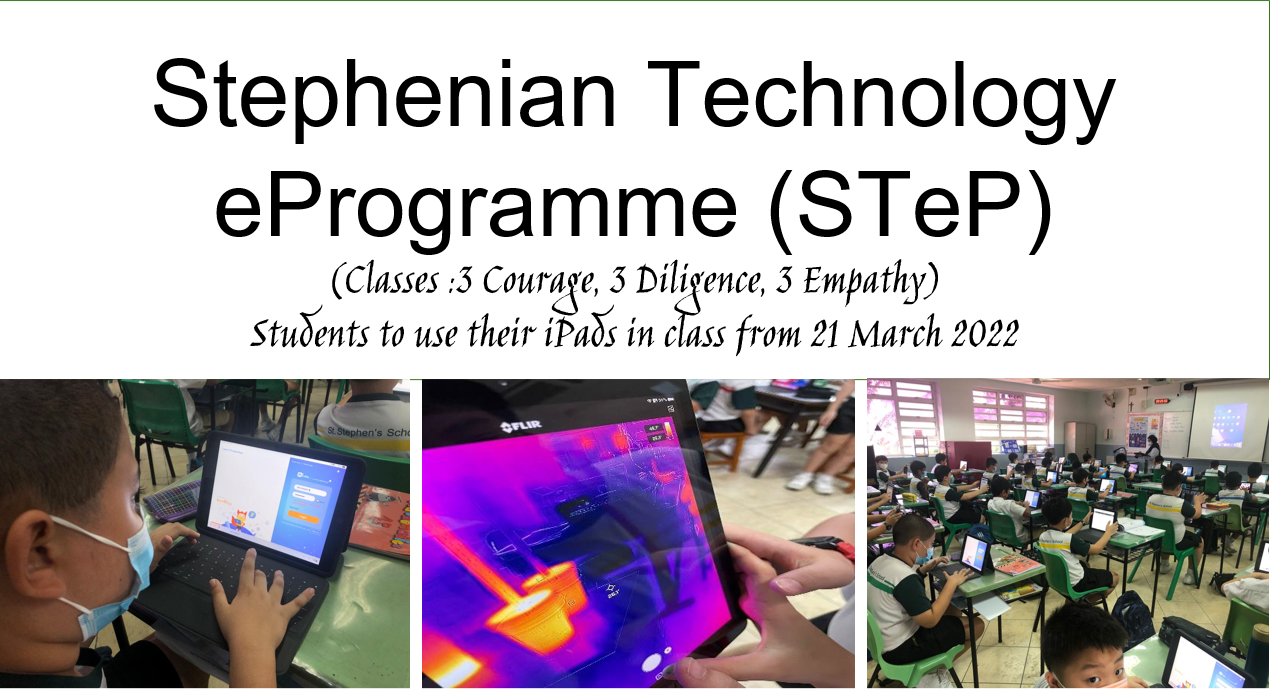 Stephenian Technology
eProgramme (STeP)
(Classes :3 Courage, 3 Diligence, 3 Empathy)
Students to use their iPads in class from 21 March 2022
St.Stephen's Scho
FLIR